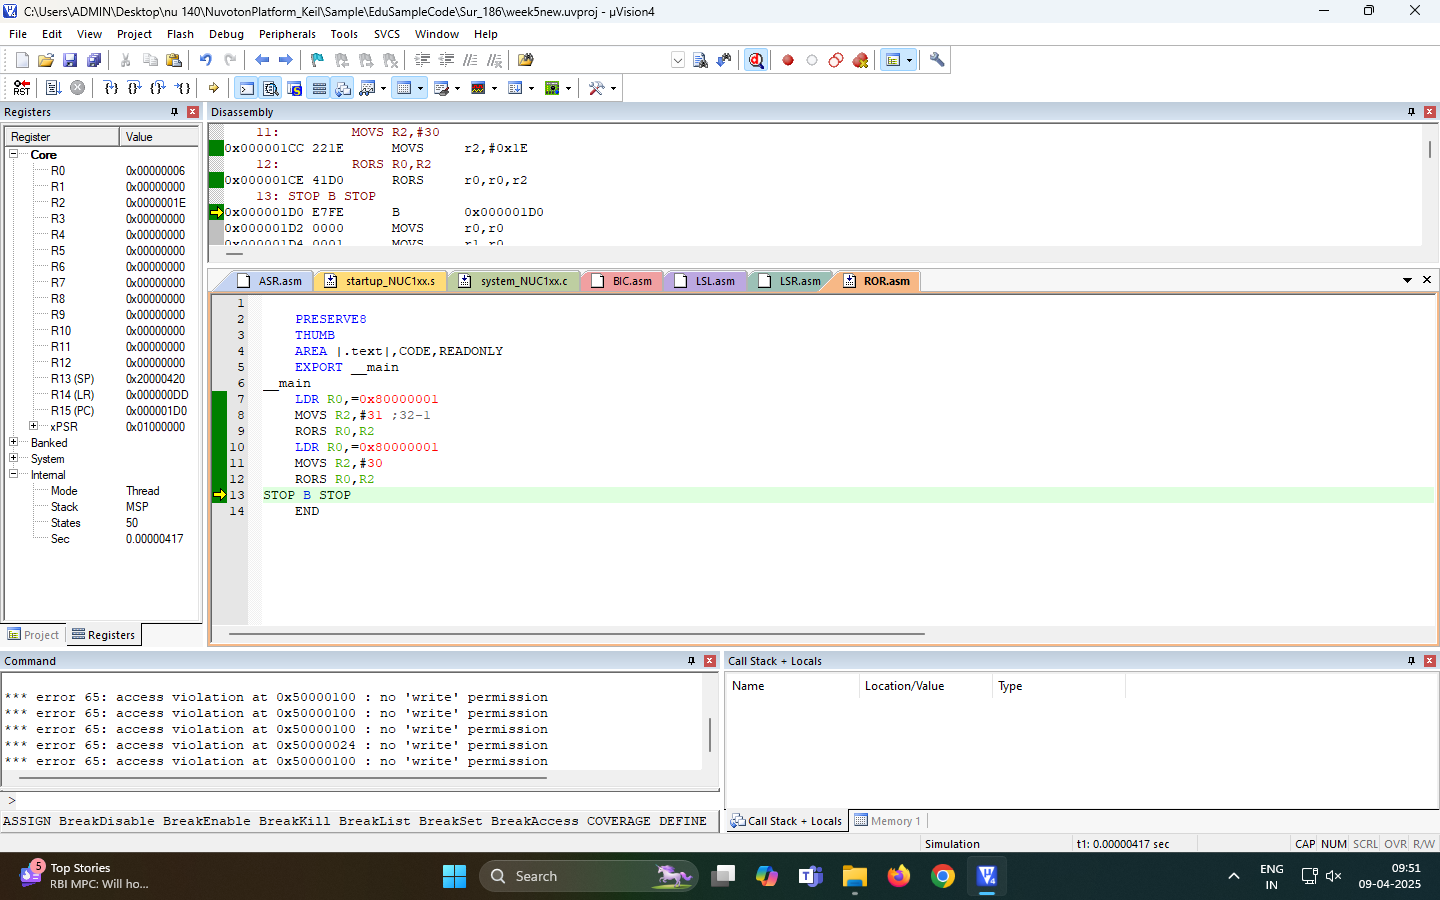 C:\Users\ADMIN\Desktop\nu 140\NuvotonPlatform_Keil\Sample\EduSampleCode\Sur_186\week5new.uvproj - µVision4
File Edit View Project Flash Debug Peripherals Tools SVCS Window Help
RST
Registers
Register Value
Core
R0 0x00000006
R1 0x00000000
R2 0x0000001E
R3 0x00000000
R4 0x00000000
R5 0x00000000
R6 0x00000000
R7 0x00000000
R8 0x00000000
R9 0x00000000
R10 0x00000000
R11 0x00000000
R12 0x00000000
R13 (SP) 0x20000420
R14 (LR) 0x000000DD
R15 (PC) 0x000001D0
xPSR 0x01000000
Banked
System
Internal
Mode Thread
Stack MSP
States 50
Sec 0.00000417
Project Registers
Disassembly
11: MOVS R2,#30
0x000001CC 221E MOVS r2,#0x1E
12: RORS R0,R2
0x000001CE 41D0 RORS r0,r0,r2
13: STOP B STOP
0x000001D0 E7FE B 0x000001D0
0x000001D2 0000 MOVS r0,r0
0x000001D4 0001 MOVS r1,r0
ASR.asm startup_NUC1xx.s system_NUC1xx.c BIC.asm LSL.asm LSR.asm ROR.asm
1
2 PRESERVE8
3 THUMB
4 AREA |.text|,CODE,READONLY
5 EXPORT __main
6 __main
7 LDR R0,=0x80000001
8 MOVS R2,#31 ;32-1
9 RORS R0,R2
10 LDR R0,=0x80000001
11 MOVS R2,#30
12 RORS R0,R2
13 STOP B STOP
14 END
Command
*** error 65: access violation at 0x50000100 : no 'write' permission
*** error 65: access violation at 0x50000100 : no 'write' permission
*** error 65: access violation at 0x50000100 : no 'write' permission
*** error 65: access violation at 0x50000024 : no 'write' permission
*** error 65: access violation at 0x50000100 : no 'write' permission
>
ASSIGN BreakDisable BreakEnable BreakKill BreakList BreakSet BreakAccess COVERAGE DEFINE
Call Stack + Locals
Name Location/Value Type
Call Stack + Locals Memory 1
Simulation t1: 0.00000417 sec CAP NUM SCRL OVR R/W
5
Top Stories
RBI MPC: Will ho...
Search
ENG
IN
09:51
09-04-2025